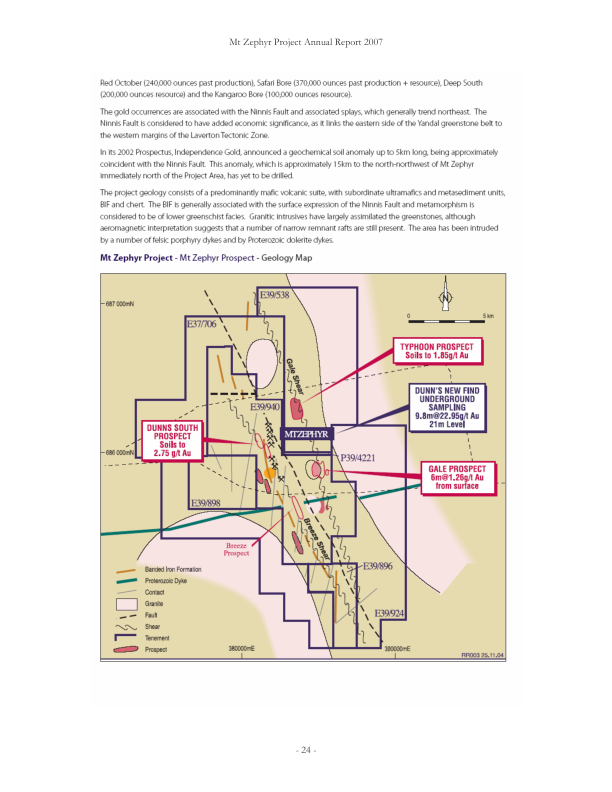 Mt Zephyr Project Annual Report 2007
Red October (240,000 ounces past production), Safari Bore (370,000 ounces past production + resource), Deep South
(200,000 ounces resource) and the Kangaroo Bore (100,000 ounces resource).
The gold occurrences are associated with the Ninnis Fault and associated splays, which generally trend northeast. The
Ninnis Fault is considered to have added economic significance, as it links the eastern side of the Yandal greenstone belt to
the western margins of the Laverton Tectonic Zone.
In its 2002 Prospectus, Independence Gold, announced a geochemical soil anomaly up to 5km long, being approximately
coincident with the Ninnis Fault. This anomaly, which is approximately 15km to the north-northwest of Mt Zephyr
immediately north of the Project Area, has yet to be drilled.
The project geology consists of a predominantly mafic volcanic suite, with subordinate ultramafics and metasediment units,
BIF and chert. The BIF is generally associated with the surface expression of the Ninnis Fault and metamorphism is
considered to be of lower greenschist facies. Granitic intrusives have largely assimilated the greenstones, although
aeromagnetic interpretation suggests that a number of narrow remnant rafts are still present. The area has been intruded
by a number of felsic porphyry dykes and by Proterozoic dolerite dykes.
Mt Zephyr Project - Mt Zephyr Prospect - Geology Map
E39/538
687 000mN
N
0 5 km
E37/706
TYPHOON PROSPECT
Soils to 1.85g/t Au
Gale Shear
DUNN'S NEW FIND
UNDERGROUND
SAMPLING
9.8m@22.95g/t Au
21m Level
E39/940
DUNNS SOUTH
PROSPECT
Soils to
2.75 g/t Au
MTZEPHYR
686 000mN
P39/4221
GALE PROSPECT
6m@1.26g/t Au
from surface
E39/898
Breeze Shear
Breeze
Prospect
E39/896
Banded Iron Formation
Proterozoic Dyke
Contact
Granite
Fault
Shear
Tenement
Prospect
E39/924
380000mE
RR003 25.11.04
- 24 -